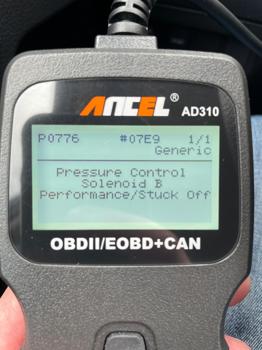 ANCEL®
AD310
P0776 #07E9 1/1
Generic
Pressure Control
Solenoid B
Performance/Stuck Off
OBDII/EOBD+CAN